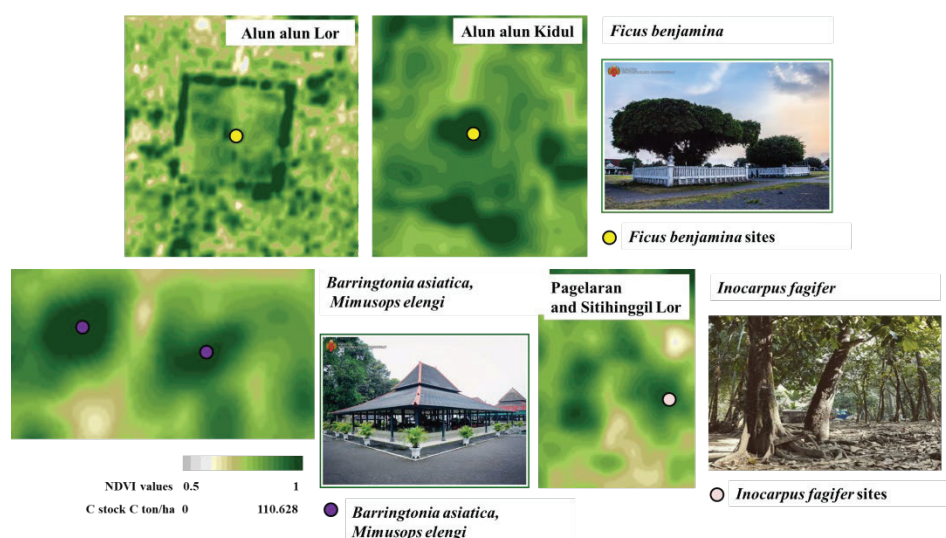 Alun alun Lor
Alun alun Kidul
Ficus benjamina
Ficus benjamina sites
Barringtonia asiatica,
Mimusops elengi
Pagelaran
and Sitihinggil Lor
Inocarpus fagifer
NDVI values 0.5 1
C stock C ton/ha 0 110.628
Barringtonia asiatica,
Mimusops elengi
Inocarpus fagifer sites